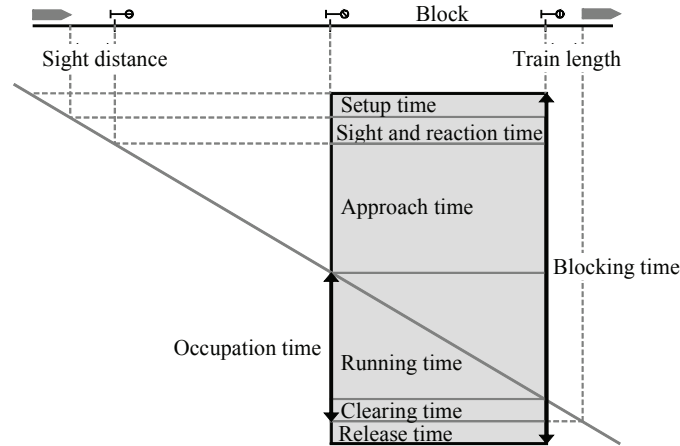 Block
Sight distance
Train length
Setup time
Sight and reaction time
Approach time
Blocking time
Occupation time
Running time
Clearing time
Release time